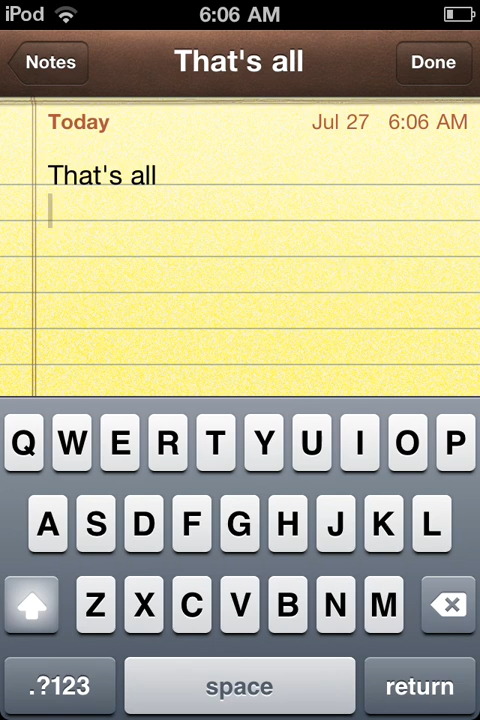 iPod 6:06 AM
Notes That's all Done
Today Jul 27 6:06 AM
That's all
Q W E R T Y U I O P
A S D F G H J K L
Z X C V B N M
.?123 space return